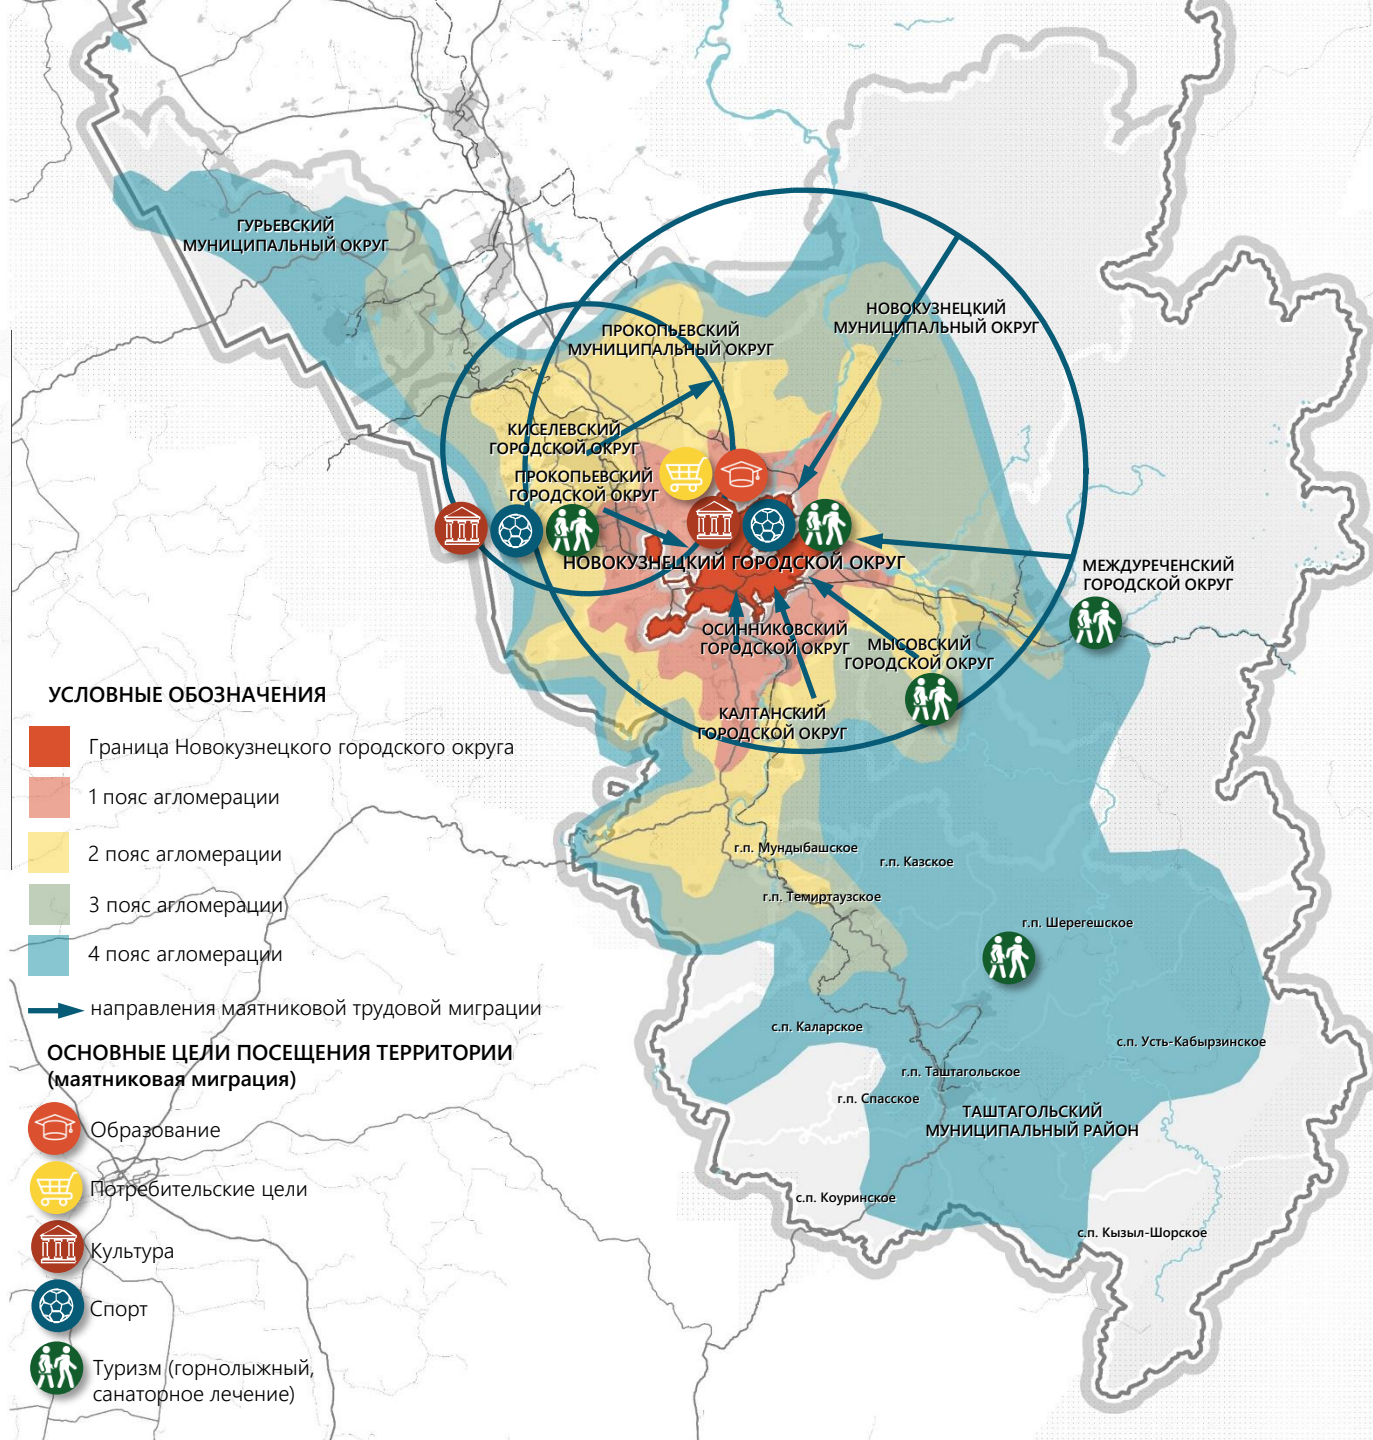 ГУРЬЕВСКИЙ
МУНИЦИПАЛЬНЫЙ ОКРУГ
НОВОКУЗНЕЦКИЙ
МУНИЦИПАЛЬНЫЙ ОКРУГ
ПРОКОПЬЕВСКИЙ
МУНИЦИПАЛЬНЫЙ ОКРУГ
КИСЕЛЕВСКИЙ
ГОРОДСКОЙ ОКРУГ
ПРОКОПЬЕВСКИЙ
ГОРОДСКОЙ ОКРУГ
НОВОКУЗНЕЦКИЙ ГОРОДСКОЙ ОКРУГ
МЕЖДУРЕЧЕНСКИЙ
ГОРОДСКОЙ ОКРУГ
ОСИННИКОВСКИЙ
ГОРОДСКОЙ ОКРУГ
МЫСОВСКИЙ
ГОРОДСКОЙ ОКРУГ
КАЛТАНСКИЙ
ГОРОДСКОЙ ОКРУГ
г.п. Мундыбашское
г.п. Казское
г.п. Темиртауское
г.п. Шерегешское
с.п. Каларское
с.п. Усть-Кабырзинское
г.п. Таштагольское
г.п. Спасское
ТАШТАГОЛЬСКИЙ
МУНИЦИПАЛЬНЫЙ РАЙОН
с.п. Коуринское
с.п. Кызыл-Шорское
УСЛОВНЫЕ ОБОЗНАЧЕНИЯ
Граница Новокузнецкого городского округа
1 пояс агломерации
2 пояс агломерации
3 пояс агломерации
4 пояс агломерации
направления маятниковой трудовой миграции
ОСНОВНЫЕ ЦЕЛИ ПОСЕЩЕНИЯ ТЕРРИТОРИИ
(маятниковая миграция)
Образование
Потребительские цели
Культура
Спорт
Туризм (горнолыжный,
санаторное лечение)